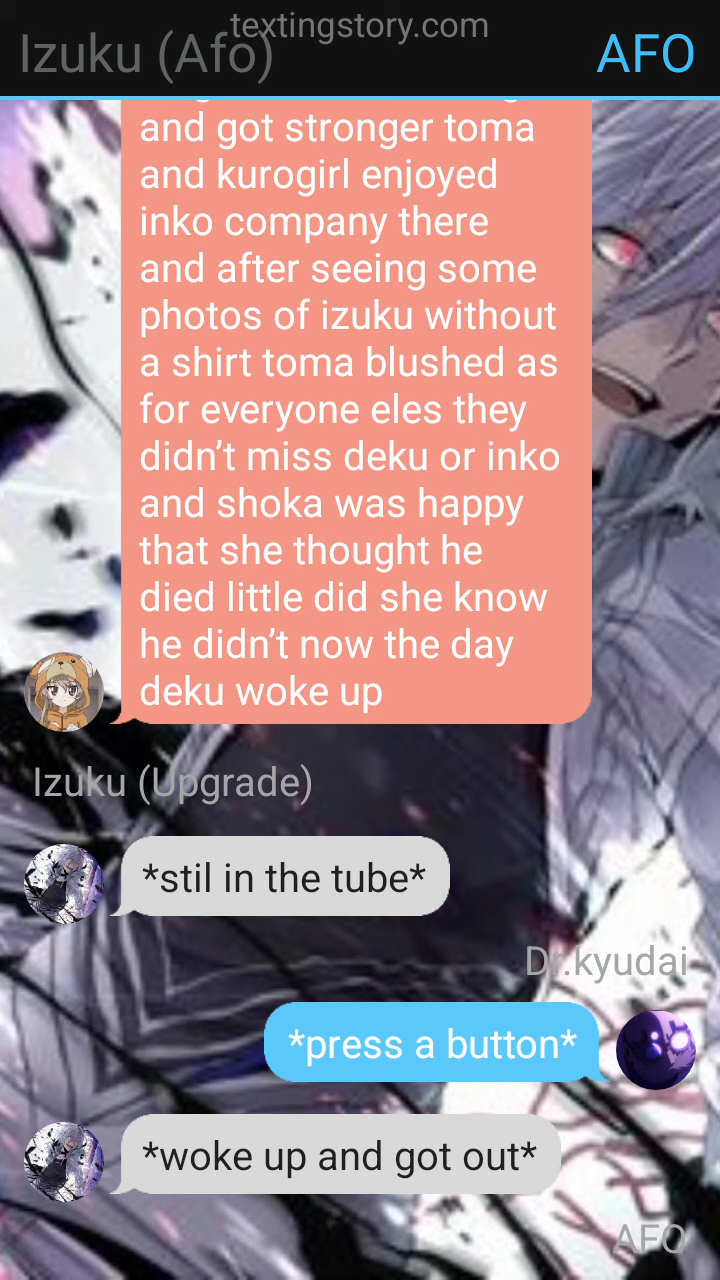 textingstory.com
Izuku (Afo)
AFO
and got stronger toma
and kurogirl enjoyed
inko company there
and after seeing some
photos of izuku without
a shirt toma blushed as
for everyone eles they
didn’t miss deku or inko
and shoka was happy
that she thought he
died little did she know
he didn’t now the day
deku woke up
Izuku (Upgrade)
*stil in the tube*
Dr.kyudai
*press a button*
*woke up and got out*
AFO